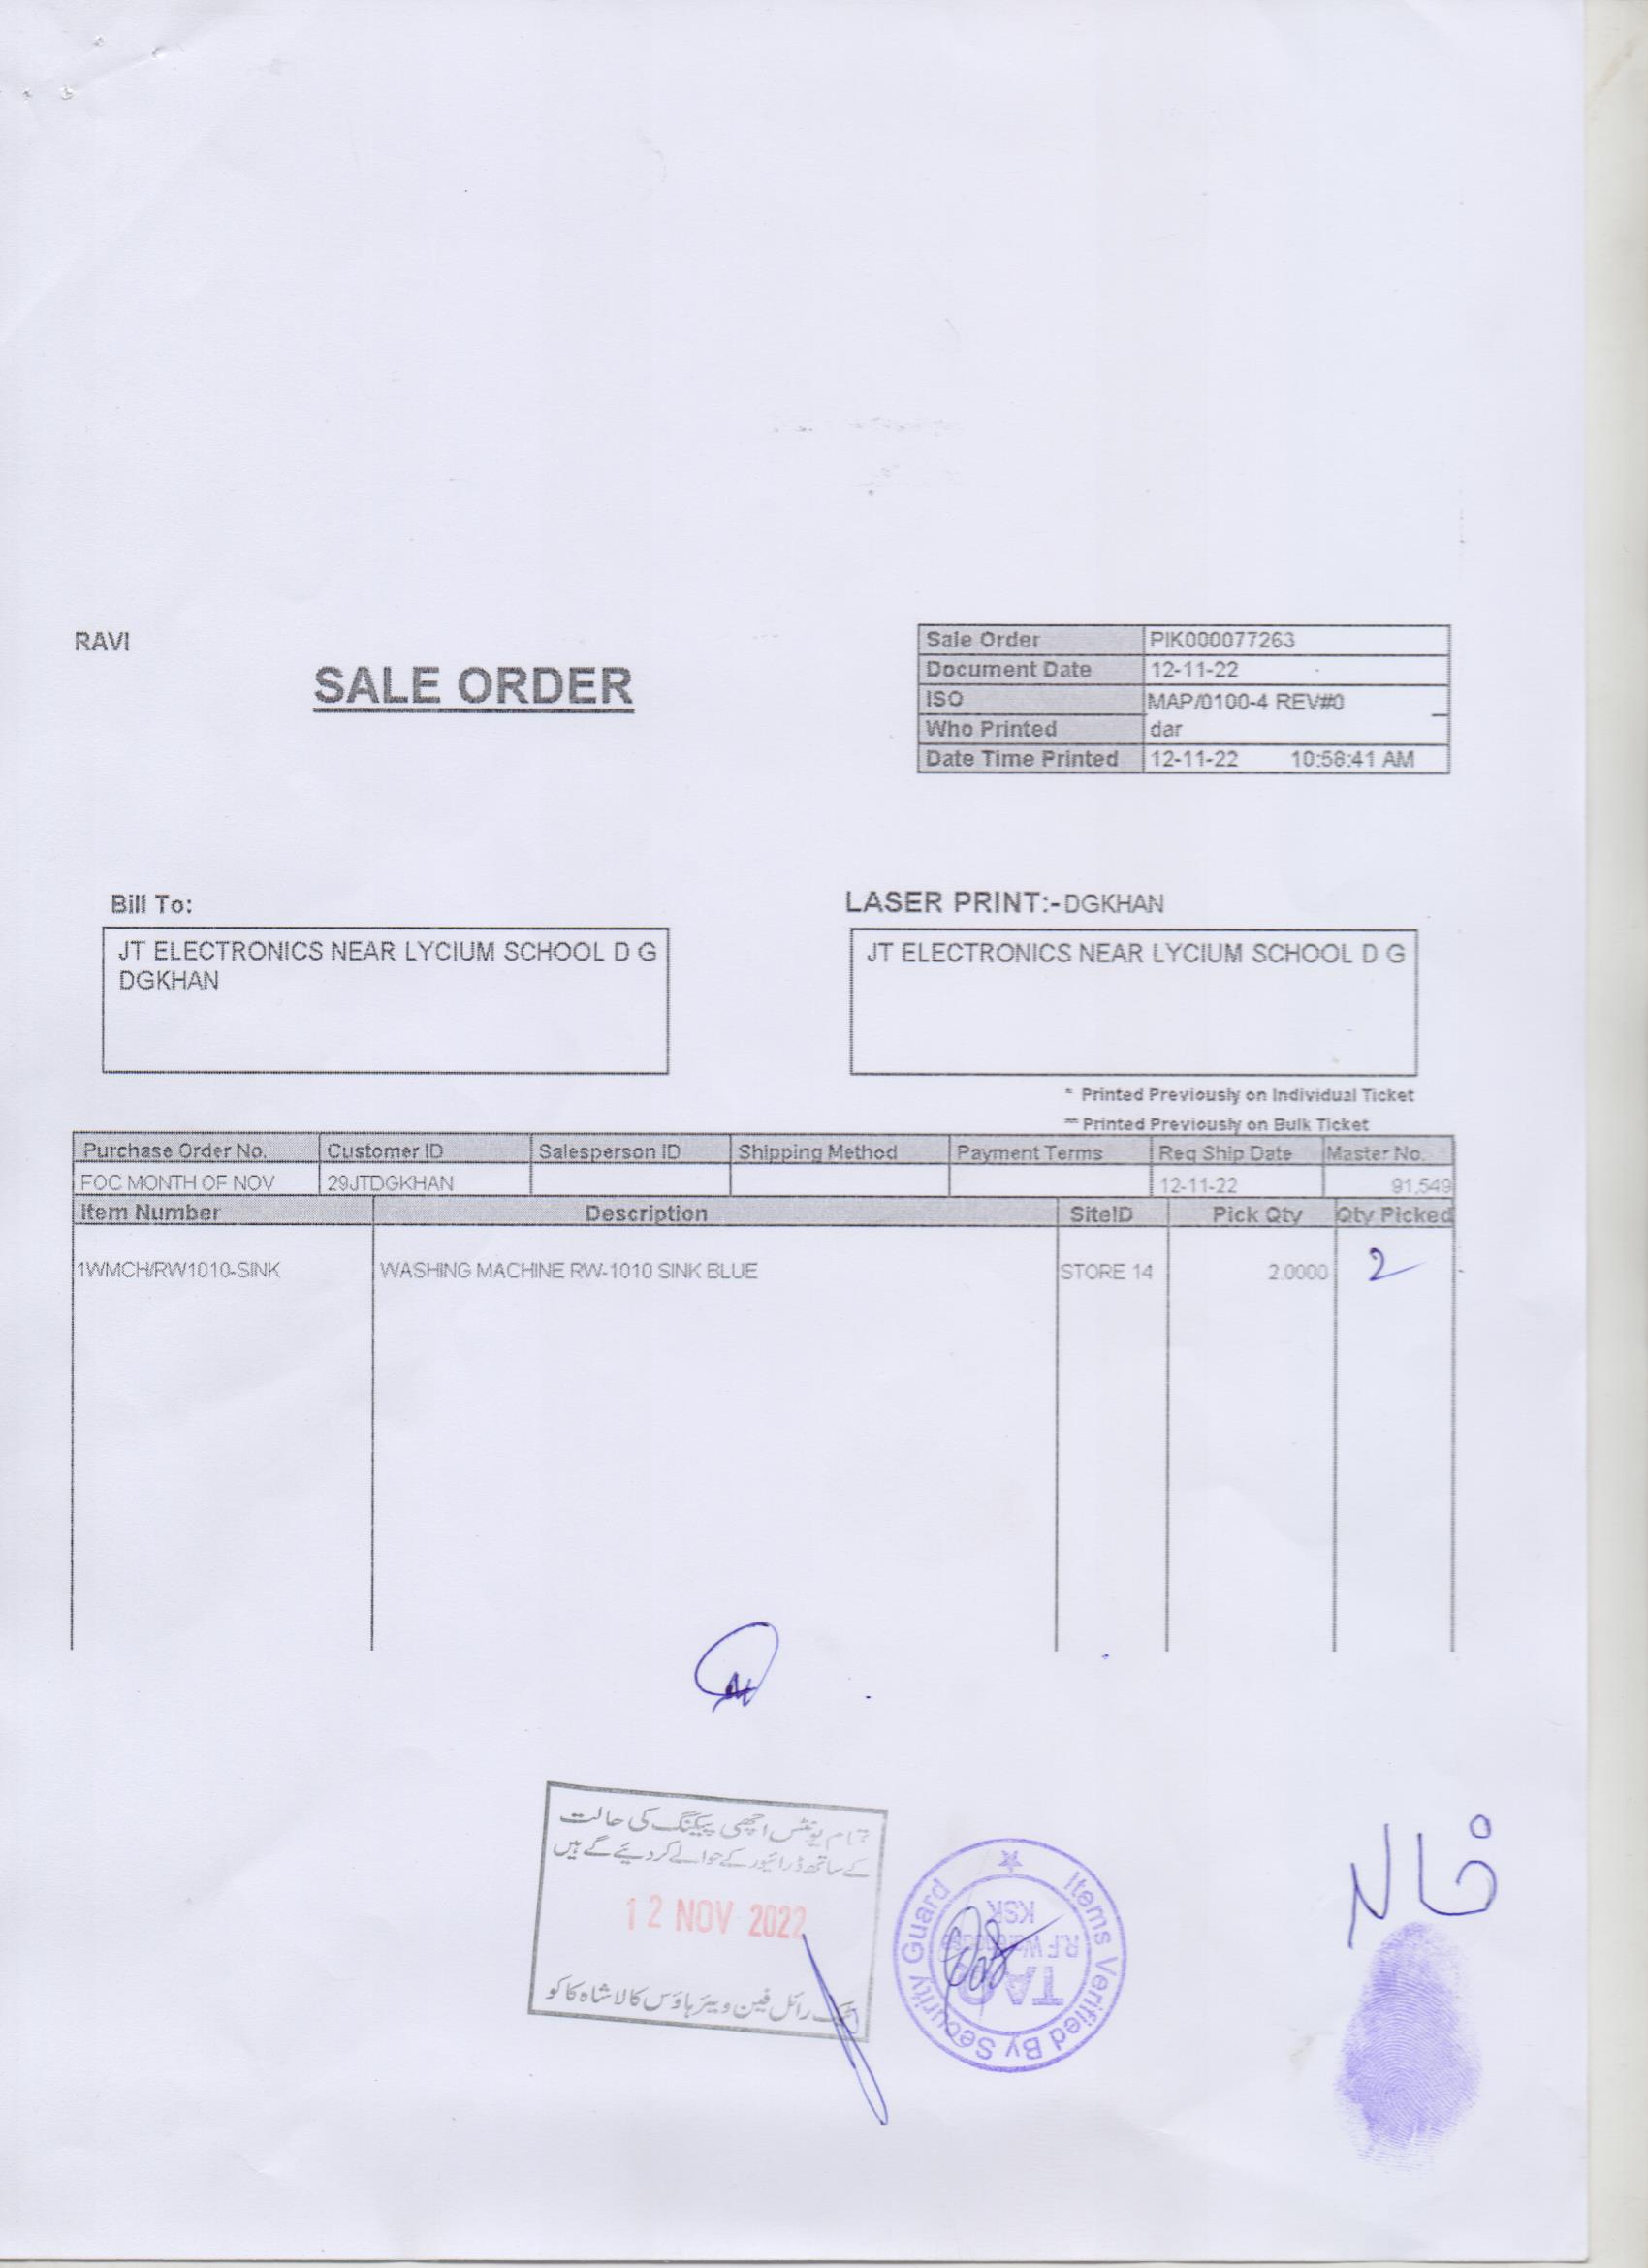 RAVI
SALE ORDER
Sale Order PIK000077263
Document Date 12-11-22
ISO MAP/0100-4 REV#0
Who Printed dar
Date Time Printed 12-11-22 10:58:41 AM
Bill To:
JT ELECTRONICS NEAR LYCIUM SCHOOL D G
DGKHAN
LASER PRINT:-DGKHAN
JT ELECTRONICS NEAR LYCIUM SCHOOL D G
* Printed Previously on Individual Ticket
** Printed Previously on Bulk Ticket
Purchase Order No. Customer ID Salesperson ID Shipping Method Payment Terms Req Ship Date Master No.
FOC MONTH OF NOV 29JTDGKHAN 12-11-22 91,549
Item Number Description SiteID Pick Qty Qty Picked
1WMCH/RW1010-SINK WASHING MACHINE RW-1010 SINK BLUE STORE 14 2.0000 2
تمام یونٹس اچھی پیکنگ کی حالت
کے ساتھ ڈرائیور کے حوالے کر دیئے گے ہیں
12 NOV 2022
رائل فین ویئر ہاؤس کالا شاہ کاکو
Items Verified By Security Guard
TAQ
R.F
KSK